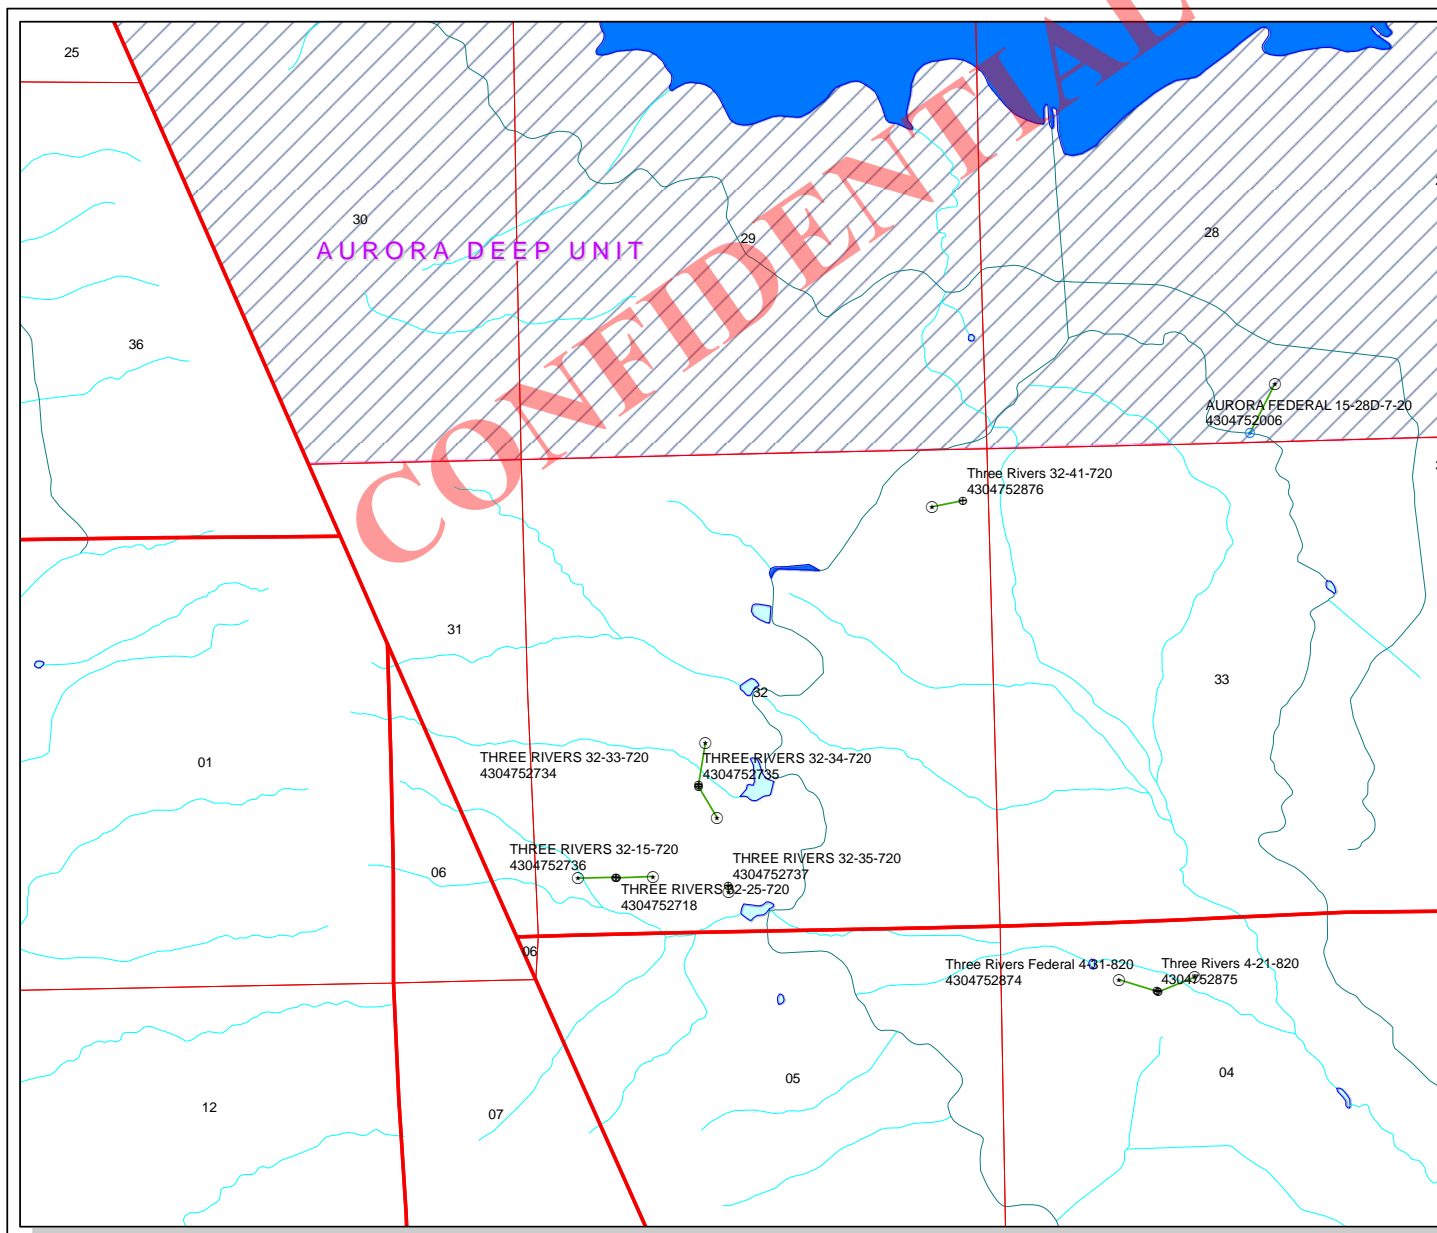 25
CONFIDENTIAL
30
29
28
AURORA DEEP UNIT
36
AURORA FEDERAL 15-28D-7-20
4304752006
Three Rivers 32-41-720
4304752876
31
32
33
01
THREE RIVERS 32-33-720
4304752734
THREE RIVERS 32-34-720
4304752735
THREE RIVERS 32-15-720
4304752736
THREE RIVERS 32-35-720
4304752737
06
THREE RIVERS 32-25-720
4304752718
06
Three Rivers Federal 4-31-820
4304752874
Three Rivers 4-21-820
4304752875
05
04
12
07